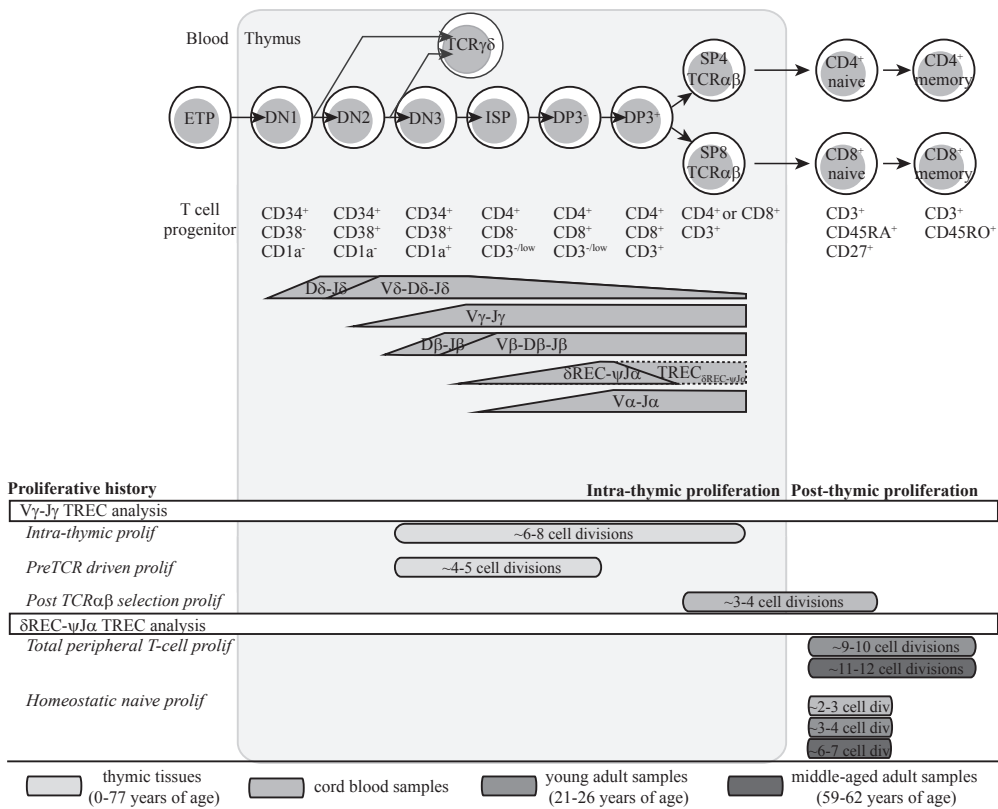 Blood Thymus
TCRγδ
SP4 TCRαβ
CD4⁺ naive
CD4⁺ memory
ETP DN1 DN2 DN3 ISP DP3⁻ DP3⁺
SP8 TCRαβ
CD8⁺ naive
CD8⁺ memory
T cell progenitor
CD34⁺ CD38⁻ CD1a⁻
CD34⁺ CD38⁺ CD1a⁻
CD34⁺ CD38⁺ CD1a⁺
CD4⁺ CD8⁻ CD3⁻/low
CD4⁺ CD8⁺ CD3⁻/low
CD4⁺ CD8⁺ CD3⁺
CD4⁺ or CD8⁺ CD3⁺
CD3⁺ CD45RA⁺ CD27⁺
CD3⁺ CD45RO⁺
Dδ-Jδ Vδ-Dδ-Jδ
Vγ-Jγ
Dβ-Jβ Vβ-Dβ-Jβ
δREC-ψJα TREC δREC-ψJα
Vα-Jα
Proliferative history Intra-thymic proliferation Post-thymic proliferation
Vγ-Jγ TREC analysis
Intra-thymic prolif ~6-8 cell divisions
PreTCR driven prolif ~4-5 cell divisions
Post TCRαβ selection prolif ~3-4 cell divisions
δREC-ψJα TREC analysis
Total peripheral T-cell prolif ~9-10 cell divisions
~11-12 cell divisions
Homeostatic naive prolif ~2-3 cell div
~3-4 cell div
~6-7 cell div
thymic tissues (0-77 years of age)
cord blood samples
young adult samples (21-26 years of age)
middle-aged adult samples (59-62 years of age)